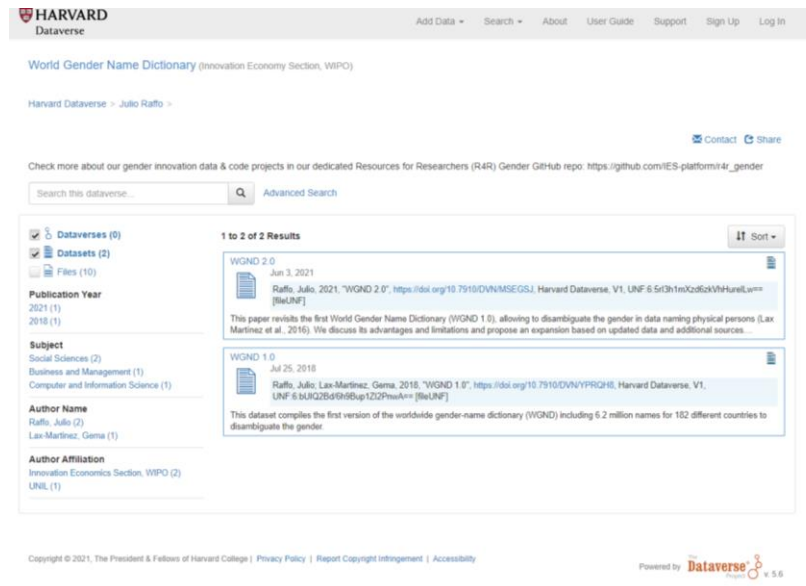 HARVARD
Dataverse
Add Data Search About User Guide Support Sign Up Log In
World Gender Name Dictionary (Innovation Economy Section, WIPO)
Harvard Dataverse > Julio Raffo >
Contact Share
Check more about our gender innovation data & code projects in our dedicated Resources for Researchers (R4R) Gender GitHub repo: https://github.com/IES-platform/r4r_gender
Search this dataverse...
Advanced Search
Dataverses (0)
Datasets (2)
Files (10)
Publication Year
2021 (1)
2018 (1)
Subject
Social Sciences (2)
Business and Management (1)
Computer and Information Science (1)
Author Name
Raffo, Julio (2)
Lax-Martinez, Gema (1)
Author Affiliation
Innovation Economics Section, WIPO (2)
UNIL (1)
1 to 2 of 2 Results
Sort
WGND 2.0
Jun 3, 2021
Raffo, Julio, 2021, "WGND 2.0", https://doi.org/10.7910/DVN/MSEGSJ, Harvard Dataverse, V1,
[fileUNF]
This paper revisits the first World Gender Name Dictionary (WGND 1.0), allowing to disambiguate the gender in data naming physical persons (Lax
Martinez et al., 2016). We discuss its advantages and limitations and propose an expansion based on updated data and additional sources...
WGND 1.0
Jul 25, 2018
Raffo, Julio; Lax-Martinez, Gema, 2018, "WGND 1.0", https://doi.org/10.7910/DVN/YPRQH8, Harvard Dataverse, V1,
[fileUNF]
This dataset compiles the first version of the worldwide gender-name dictionary (WGND) including 6.2 million names for 182 different countries to
disambiguate the gender.
Copyright © 2021, The President & Fellows of Harvard College | Privacy Policy | Report Copyright Infringement | Accessibility
Powered by The Dataverse Project v. 5.6